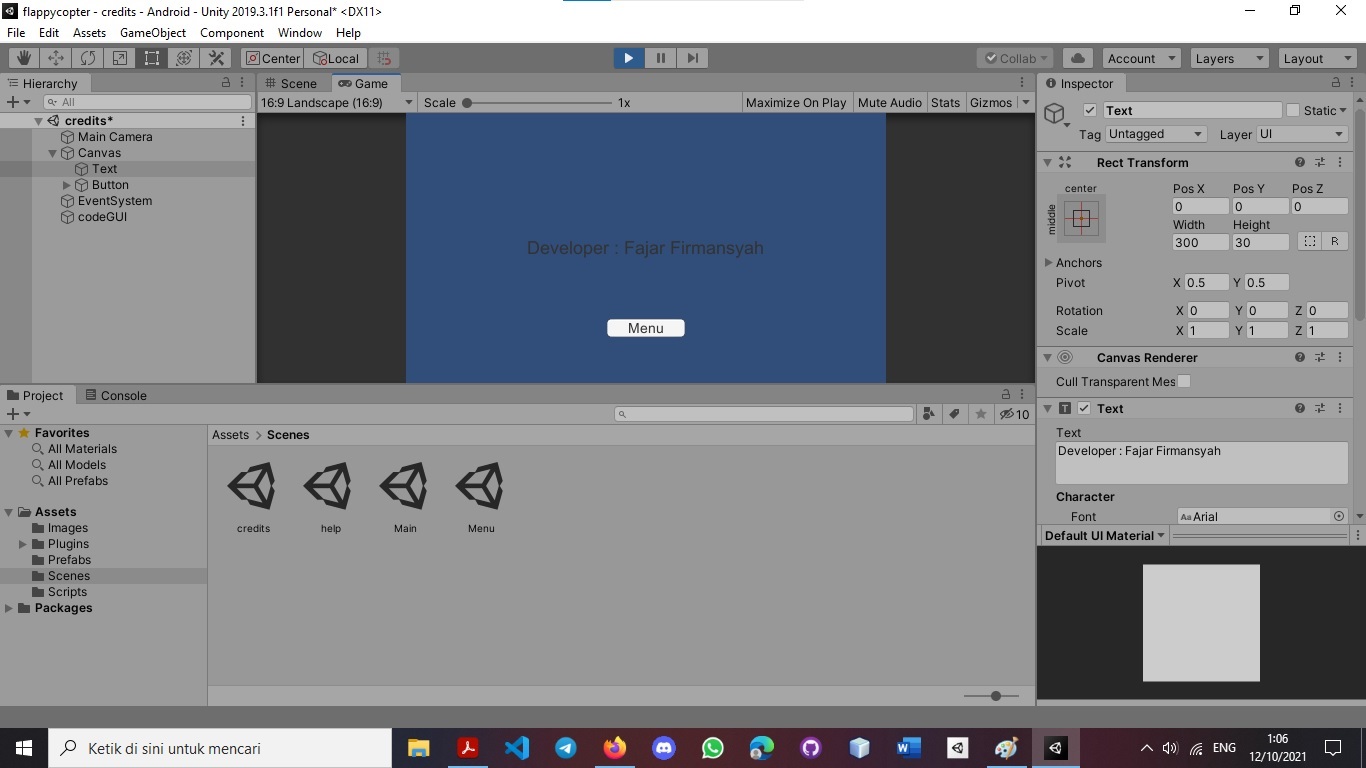 flappycopter - credits - Android - Unity 2019.3.1f1 Personal* <DX11>
File Edit Assets GameObject Component Window Help
Center Local Collab Account Layers Layout
Hierarchy
All
credits*
Main Camera
Canvas
Text
Button
EventSystem
codeGUI
Scene Game
16:9 Landscape (16:9) Scale 1x Maximize On Play Mute Audio Stats Gizmos
Developer : Fajar Firmansyah
Menu
Inspector
Text Static
Tag Untagged Layer UI
Rect Transform
center
middle
Pos X Pos Y Pos Z
0 0 0
Width Height
300 30 R
Anchors
Pivot X 0.5 Y 0.5
Rotation X 0 Y 0 Z 0
Scale X 1 Y 1 Z 1
Canvas Renderer
Cull Transparent Mes
T Text
Text
Developer : Fajar Firmansyah
Character
Font Aa Arial
Default UI Material
Project Console
10
Favorites
All Materials
All Models
All Prefabs
Assets
Images
Plugins
Prefabs
Scenes
Scripts
Packages
Assets > Scenes
credits help Main Menu
Ketik di sini untuk mencari
ENG
1:06
12/10/2021